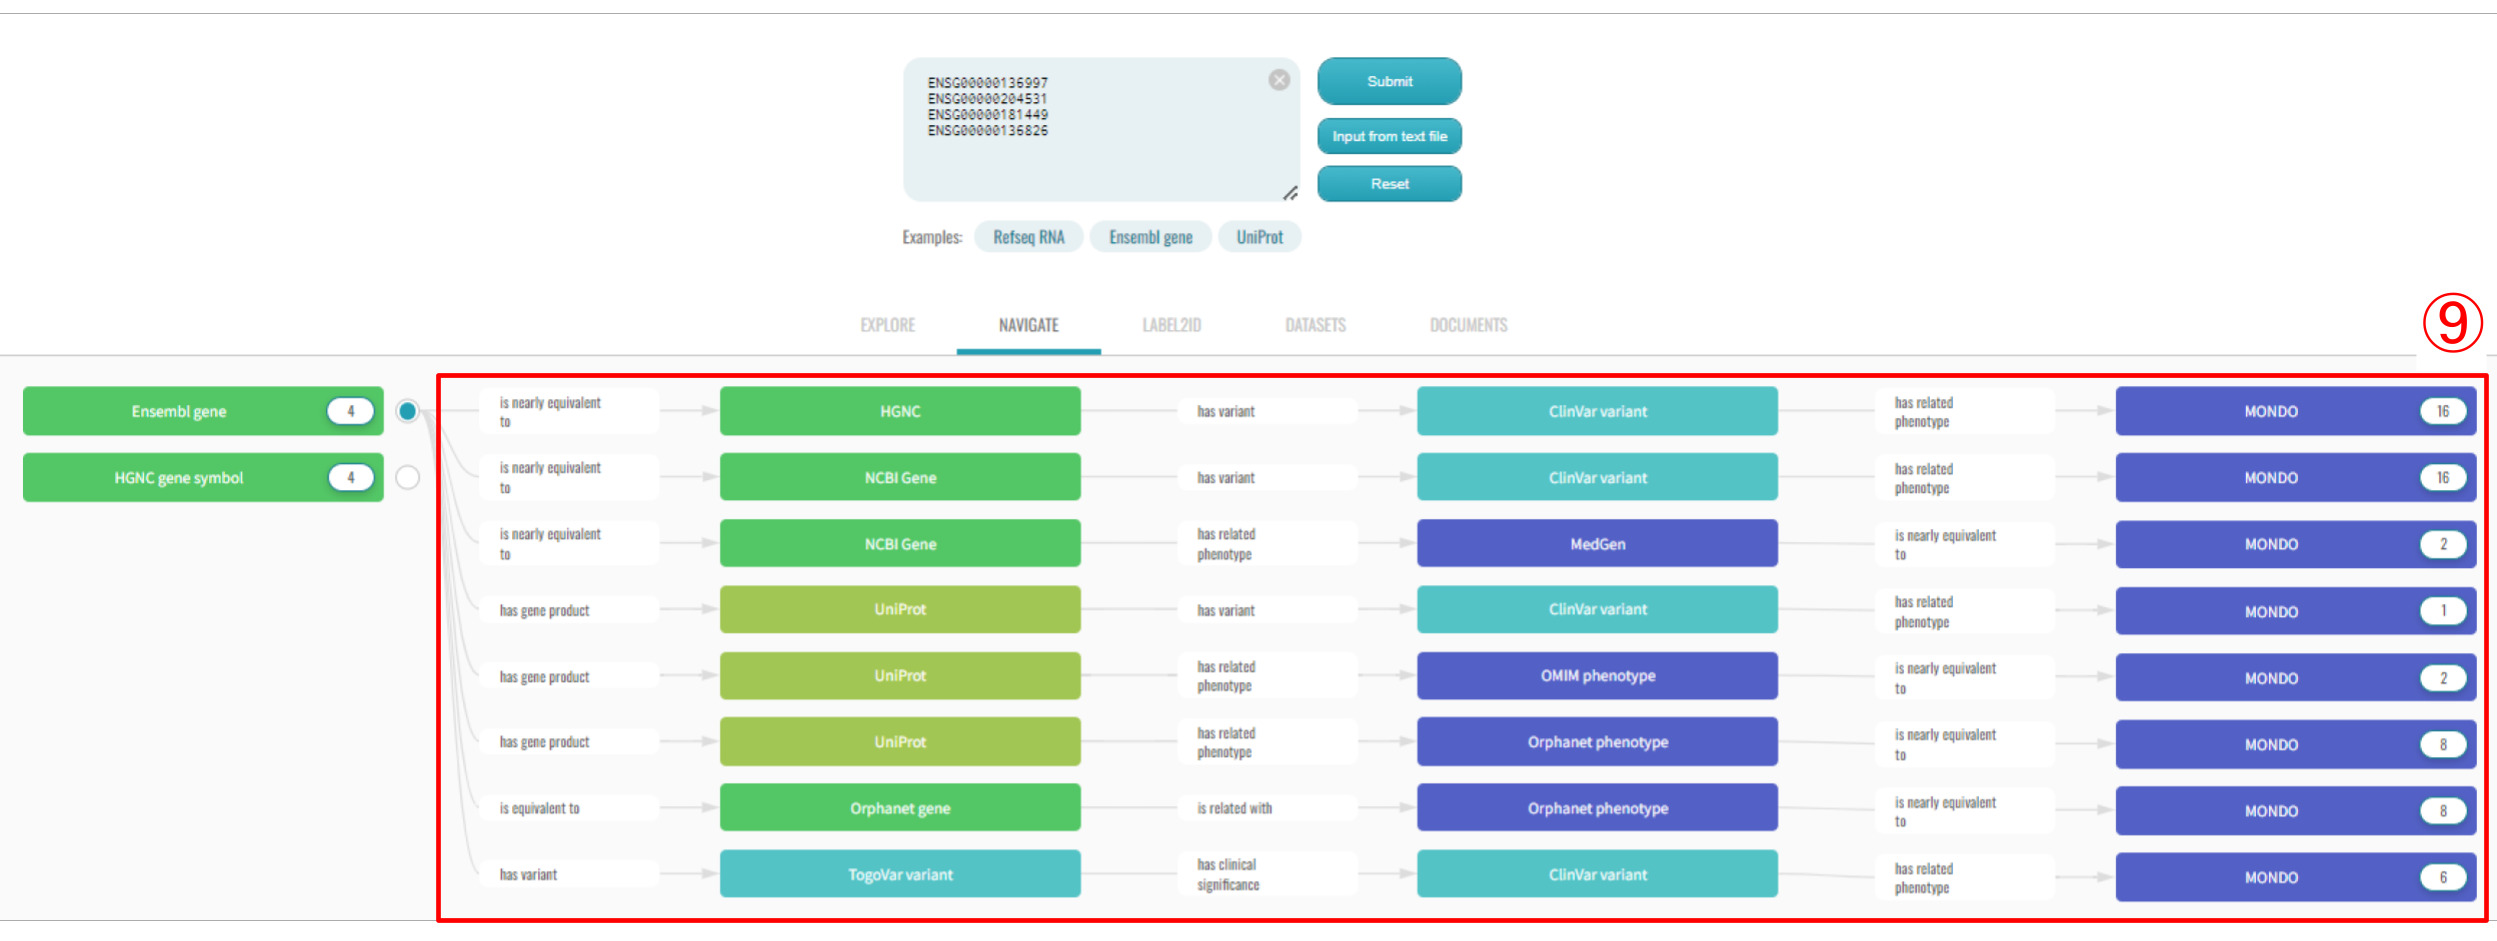 ENSG00000136997
ENSG00000204531
ENSG00000181449
ENSG00000136826
Submit
Input from text file
Reset
Examples: Refseq RNA Ensembl gene UniProt
EXPLORE NAVIGATE LABEL2ID DATASETS DOCUMENTS
⑨
Ensembl gene 4
HGNC gene symbol 4
is nearly equivalent
to
HGNC
has variant
ClinVar variant
has related
phenotype
MONDO 16
is nearly equivalent
to
NCBI Gene
has variant
ClinVar variant
has related
phenotype
MONDO 16
is nearly equivalent
to
NCBI Gene
has related
phenotype
MedGen
is nearly equivalent
to
MONDO 2
has gene product
UniProt
has variant
ClinVar variant
has related
phenotype
MONDO 1
has gene product
UniProt
has related
phenotype
OMIM phenotype
is nearly equivalent
to
MONDO 2
has gene product
UniProt
has related
phenotype
Orphanet phenotype
is nearly equivalent
to
MONDO 8
is equivalent to
Orphanet gene
is related with
Orphanet phenotype
is nearly equivalent
to
MONDO 8
has variant
TogoVar variant
has clinical
significance
ClinVar variant
has related
phenotype
MONDO 6